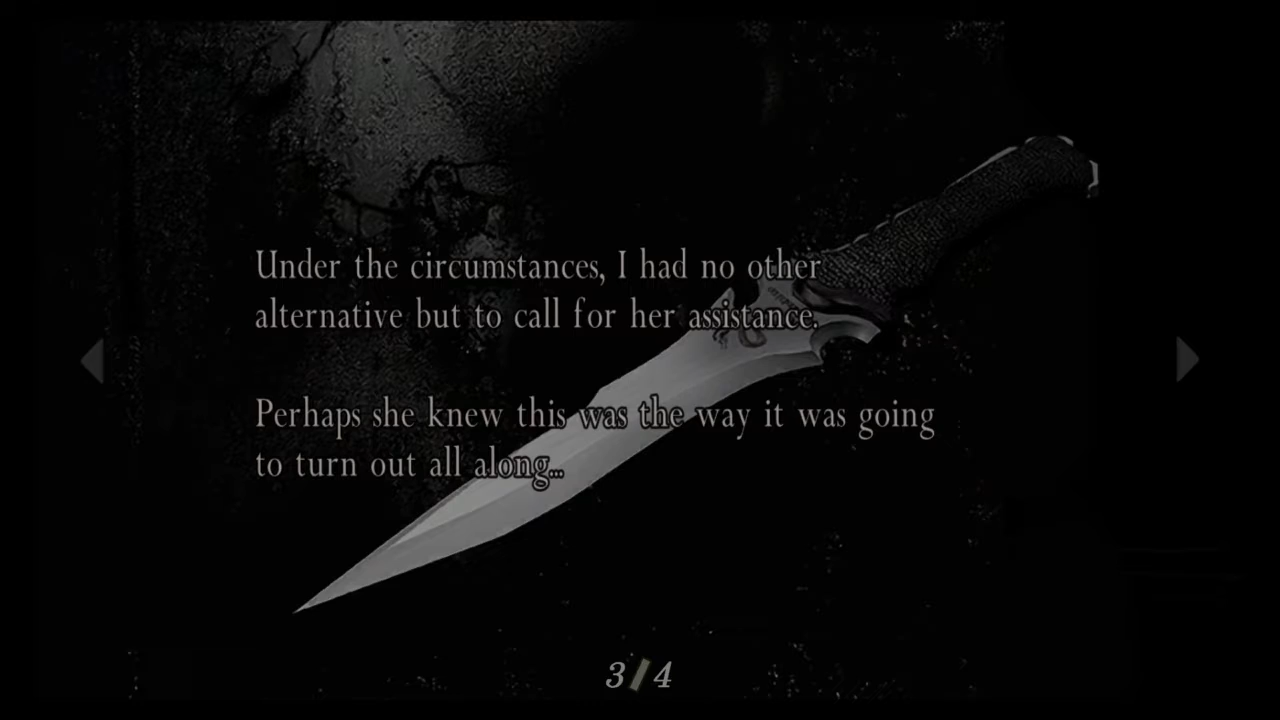 Under the circumstances, I had no other
alternative but to call for her assistance.
Perhaps she knew this was the way it was going
to turn out all along...
3/4